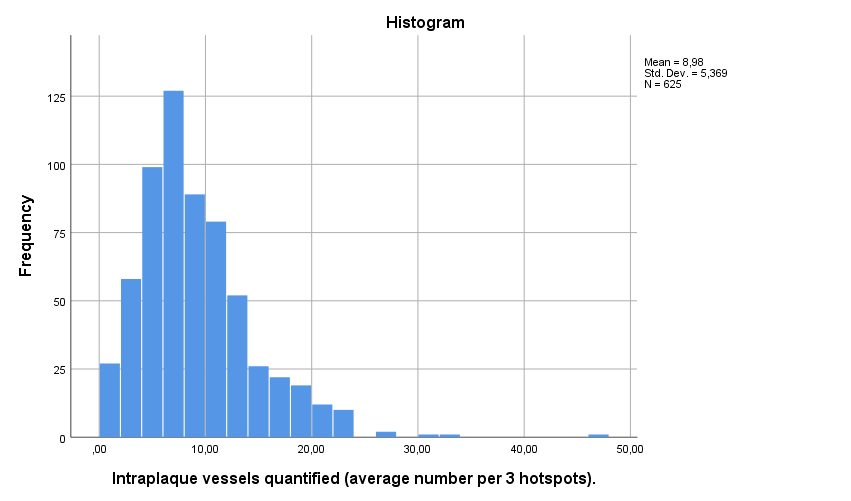 Histogram
Mean = 8,98
Std. Dev. = 5,369
N = 625
Frequency
125
100
75
50
25
0
,00
10,00
20,00
30,00
40,00
50,00
Intraplaque vessels quantified (average number per 3 hotspots).